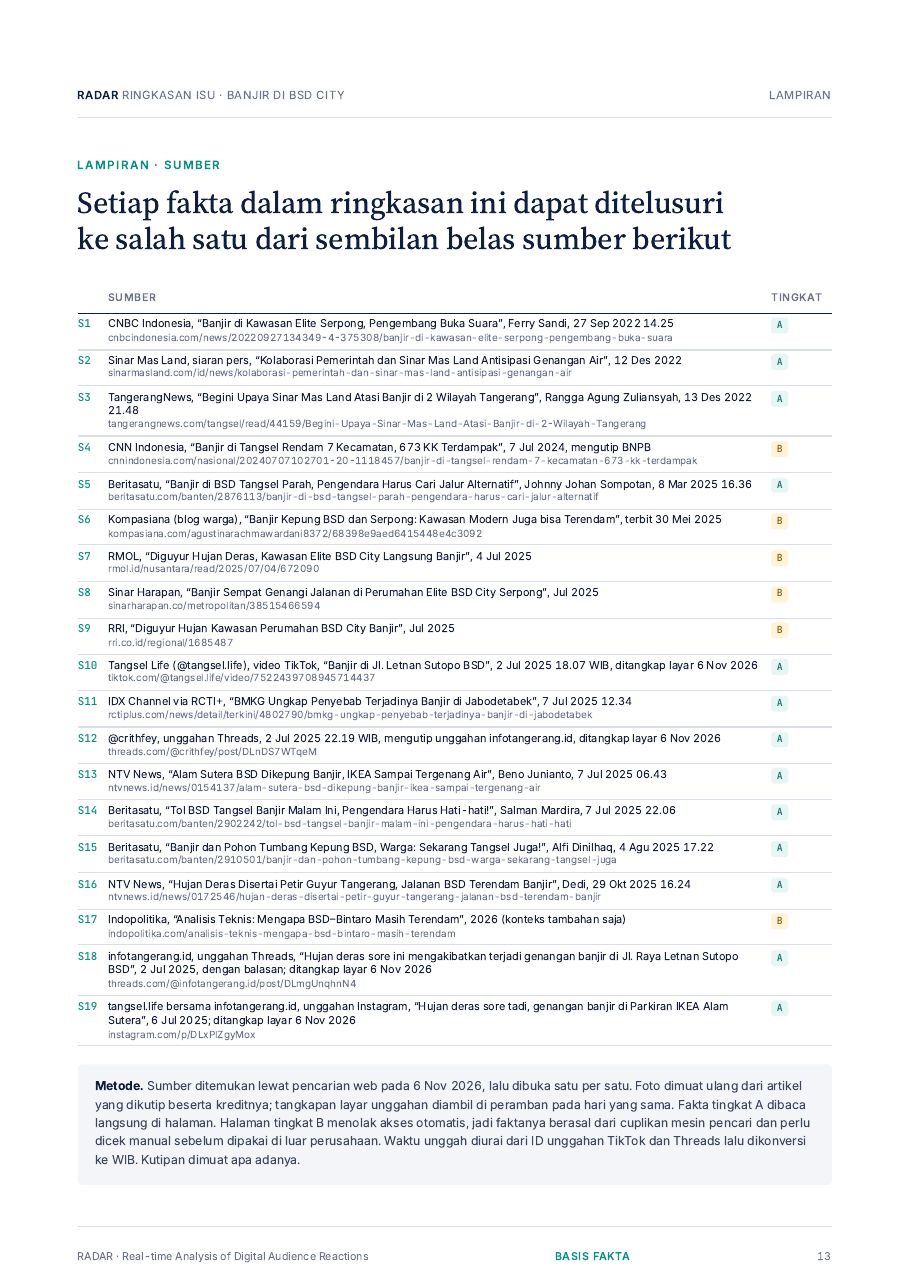 RADAR RINGKASAN ISU · BANJIR DI BSD CITY
LAMPIRAN
LAMPIRAN · SUMBER
Setiap fakta dalam ringkasan ini dapat ditelusuri
ke salah satu dari sembilan belas sumber berikut
SUMBER
TINGKAT
S1 CNBC Indonesia, “Banjir di Kawasan Elite Serpong, Pengembang Buka Suara”, Ferry Sandi, 27 Sep 2022 14.25 A
cnbcindonesia.com/news/20220927134349-4-375308/banjir-di-kawasan-elite-serpong-pengembang-buka-suara
S2 Sinar Mas Land, siaran pers, “Kolaborasi Pemerintah dan Sinar Mas Land Antisipasi Genangan Air”, 12 Des 2022 A
sinarmasland.com/id/news/kolaborasi-pemerintah-dan-sinar-mas-land-antisipasi-genangan-air
S3 TangerangNews, “Begini Upaya Sinar Mas Land Atasi Banjir di 2 Wilayah Tangerang”, Rangga Agung Zuliansyah, 13 Des 2022 A
21.48
tangerangnews.com/tangsel/read/44159/Begini-Upaya-Sinar-Mas-Land-Atasi-Banjir-di-2-Wilayah-Tangerang
S4 CNN Indonesia, “Banjir di Tangsel Rendam 7 Kecamatan, 673 KK Terdampak”, 7 Jul 2024, mengutip BNPB B
cnnindonesia.com/nasional/20240707102701-20-1118457/banjir-di-tangsel-rendam-7-kecamatan-673-kk-terdampak
S5 Beritasatu, “Banjir di BSD Tangsel Parah, Pengendara Harus Cari Jalur Alternatif”, Johnny Johan Sompotan, 8 Mar 2025 16.36 A
beritasatu.com/banten/2876113/banjir-di-bsd-tangsel-parah-pengendara-harus-cari-jalur-alternatif
S6 Kompasiana (blog warga), “Banjir Kepung BSD dan Serpong: Kawasan Modern Juga bisa Terendam”, terbit 30 Mei 2025 B
kompasiana.com/agustinarachmawardani8372/68398e9aed6415448e4c3092
S7 RMOL, “Diguyur Hujan Deras, Kawasan Elite BSD City Langsung Banjir”, 4 Jul 2025 B
rmol.id/nusantara/read/2025/07/04/672090
S8 Sinar Harapan, “Banjir Sempat Genangi Jalanan di Perumahan Elite BSD City Serpong”, Jul 2025 B
sinarharapan.co/metropolitan/38515466594
S9 RRI, “Diguyur Hujan Kawasan Perumahan BSD City Banjir”, Jul 2025 B
rri.co.id/regional/1685487
S10 Tangsel Life (@tangsel.life), video TikTok, “Banjir di Jl. Letnan Sutopo BSD”, 2 Jul 2025 18.07 WIB, ditangkap layar 6 Nov 2026 A
tiktok.com/@tangsel.life/video/7522439708945714437
S11 IDX Channel via RCTI+, “BMKG Ungkap Penyebab Terjadinya Banjir di Jabodetabek”, 7 Jul 2025 12.34 A
rctiplus.com/news/detail/terkini/4802790/bmkg-ungkap-penyebab-terjadinya-banjir-di-jabodetabek
S12 @crithfey, unggahan Threads, 2 Jul 2025 22.19 WIB, mengutip unggahan infotangerang.id, ditangkap layar 6 Nov 2026 A
threads.com/@crithfey/post/DLnDS7WTqeM
S13 NTV News, “Alam Sutera BSD Dikepung Banjir, IKEA Sampai Tergenang Air”, Beno Junianto, 7 Jul 2025 06.43 A
ntvnews.id/news/0154137/alam-sutera-bsd-dikepung-banjir-ikea-sampai-tergenang-air
S14 Beritasatu, “Tol BSD Tangsel Banjir Malam Ini, Pengendara Harus Hati-hati!”, Salman Mardira, 7 Jul 2025 22.06 A
beritasatu.com/banten/2902242/tol-bsd-tangsel-banjir-malam-ini-pengendara-harus-hati-hati
S15 Beritasatu, “Banjir dan Pohon Tumbang Kepung BSD, Warga: Sekarang Tangsel Juga!”, Alfi Dinilhaq, 4 Agu 2025 17.22 A
beritasatu.com/banten/2910501/banjir-dan-pohon-tumbang-kepung-bsd-warga-sekarang-tangsel-juga
S16 NTV News, “Hujan Deras Disertai Petir Guyur Tangerang, Jalanan BSD Terendam Banjir”, Dedi, 29 Okt 2025 16.24 A
ntvnews.id/news/0172546/hujan-deras-disertai-petir-guyur-tangerang-jalanan-bsd-terendam-banjir
S17 Indopolitika, “Analisis Teknis: Mengapa BSD–Bintaro Masih Terendam”, 2026 (konteks tambahan saja) B
indopolitika.com/analisis-teknis-mengapa-bsd-bintaro-masih-terendam
S18 infotangerang.id, unggahan Threads, “Hujan deras sore ini mengakibatkan terjadi genangan banjir di Jl. Raya Letnan Sutopo A
BSD”, 2 Jul 2025, dengan balasan; ditangkap layar 6 Nov 2026
threads.com/@infotangerang.id/post/DLmgUnqhnN4
S19 tangsel.life bersama infotangerang.id, unggahan Instagram, “Hujan deras sore tadi, genangan banjir di Parkiran IKEA Alam A
Sutera”, 6 Jul 2025; ditangkap layar 6 Nov 2026
instagram.com/p/DLxPlZgyMox
Metode. Sumber ditemukan lewat pencarian web pada 6 Nov 2026, lalu dibuka satu per satu. Foto dimuat ulang dari artikel
yang dikutip beserta kreditnya; tangkapan layar unggahan diambil di peramban pada hari yang sama. Fakta tingkat A dibaca
langsung di halaman. Halaman tingkat B menolak akses otomatis, jadi faktanya berasal dari cuplikan mesin pencari dan perlu
dicek manual sebelum dipakai di luar perusahaan. Waktu unggah diurai dari ID unggahan TikTok dan Threads lalu dikonversi
ke WIB. Kutipan dimuat apa adanya.
RADAR · Real-time Analysis of Digital Audience Reactions
BASIS FAKTA
13